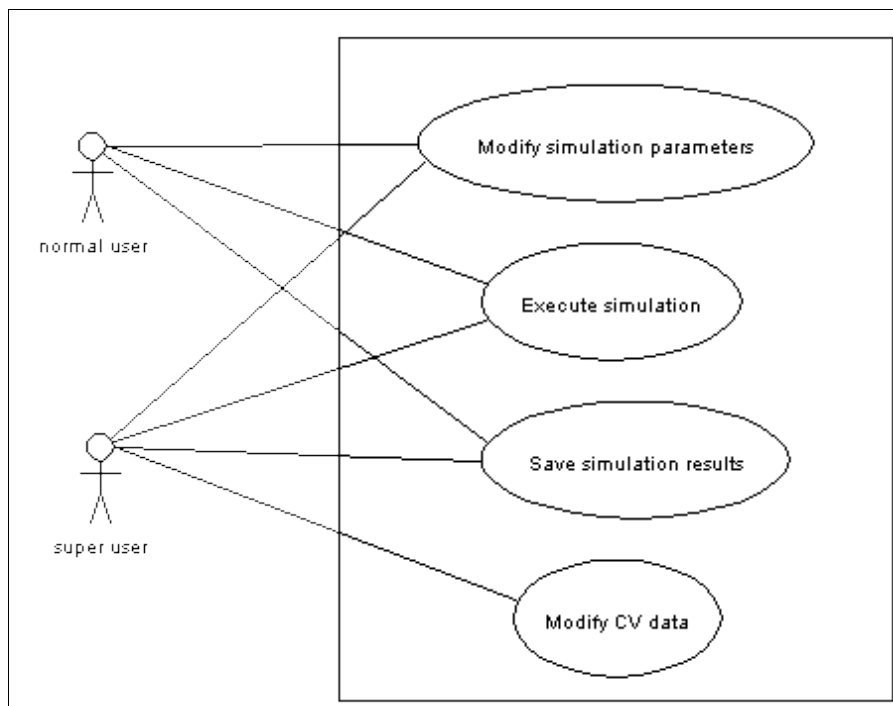 Modify simulation parameters
normal user
Execute simulation
Save simulation results
super user
Modify CV data